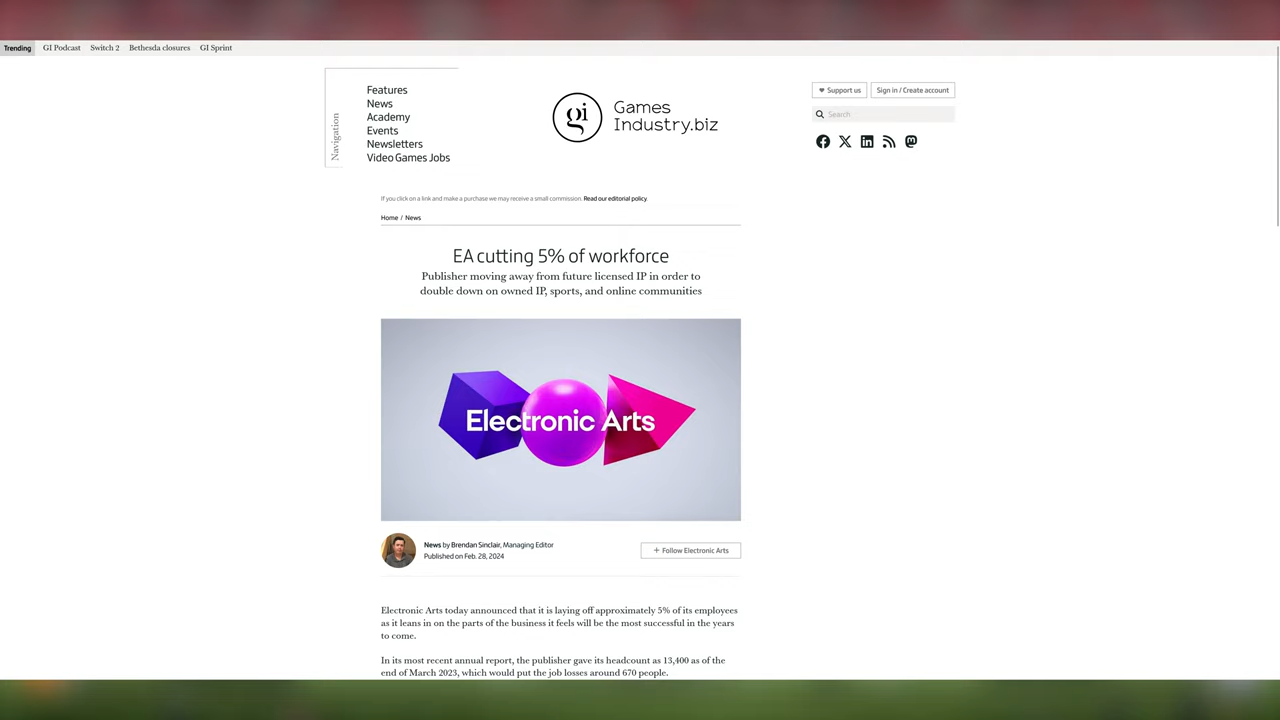 Trending
GI Podcast
Switch 2
Bethesda closures
GI Sprint
Navigation
Features
News
Academy
Events
Newsletters
Video Games Jobs
gi
Games
Industry.biz
Support us
Sign in / Create account
Search
If you click on a link and make a purchase we may receive a small commission. Read our editorial policy.
Home / News
EA cutting 5% of workforce
Publisher moving away from future licensed IP in order to
double down on owned IP, sports, and online communities
Electronic Arts
News by Brendan Sinclair, Managing Editor
Published on Feb. 28, 2024
+ Follow Electronic Arts
Electronic Arts today announced that it is laying off approximately 5% of its employees
as it leans in on the parts of the business it feels will be the most successful in the years
to come.
In its most recent annual report, the publisher gave its headcount as 13,400 as of the
end of March 2023, which would put the job losses around 670 people.